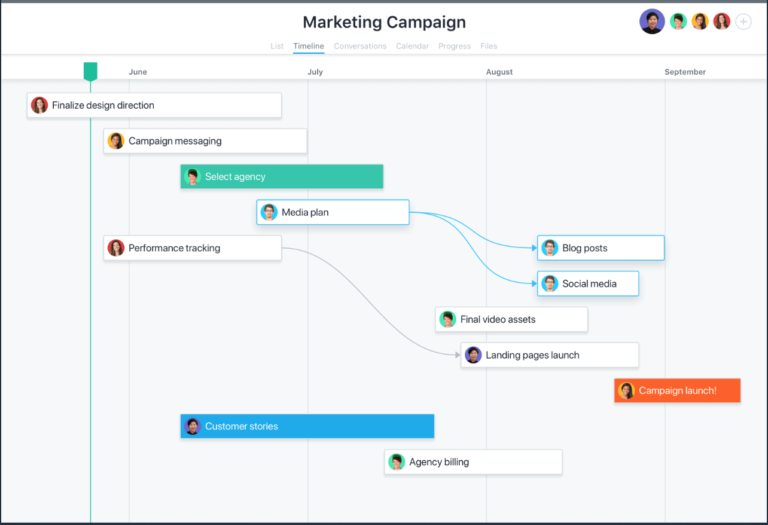 Marketing Campaign
List Timeline Conversations Calendar Progress Files
June July August September
Finalize design direction
Campaign messaging
Select agency
Media plan
Performance tracking
Blog posts
Social media
Final video assets
Landing pages launch
Campaign launch!
Customer stories
Agency billing